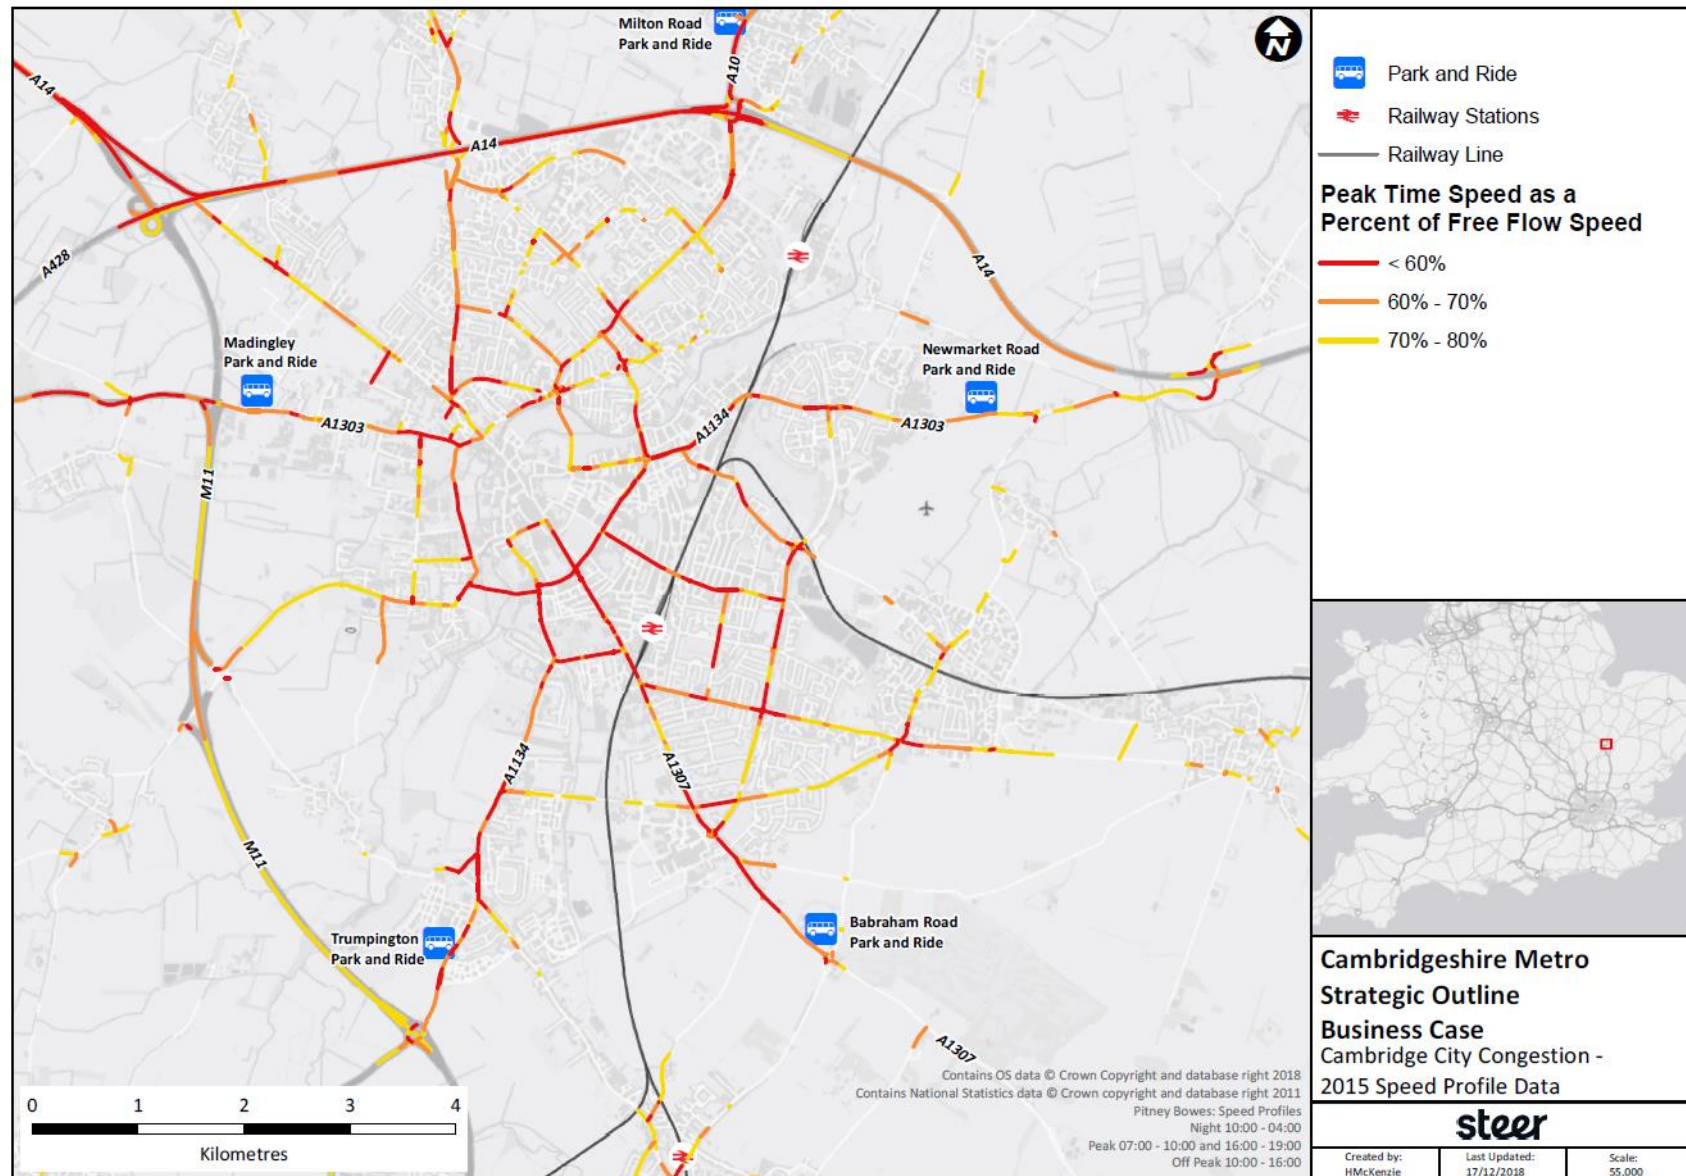 Milton Road
Park and Ride
A10
A14
A14
A14
A428
Madingley
Park and Ride
Newmarket Road
Park and Ride
A1303
A1134
A1303
M11
A1134
A1307
M11
Trumpington
Park and Ride
Babraham Road
Park and Ride
A1307
0 1 2 3 4
Kilometres
Contains OS data © Crown Copyright and database right 2018
Contains National Statistics data © Crown copyright and database right 2011
Pitney Bowes: Speed Profiles
Night 10:00 - 04:00
Peak 07:00 - 10:00 and 16:00 - 19:00
Off Peak 10:00 - 16:00
N
Park and Ride
Railway Stations
Railway Line
Peak Time Speed as a
Percent of Free Flow Speed
< 60%
60% - 70%
70% - 80%
Cambridgeshire Metro
Strategic Outline
Business Case
Cambridge City Congestion -
2015 Speed Profile Data
steer
Created by:
HMcKenzie
Last Updated:
17/12/2018
Scale:
55,000